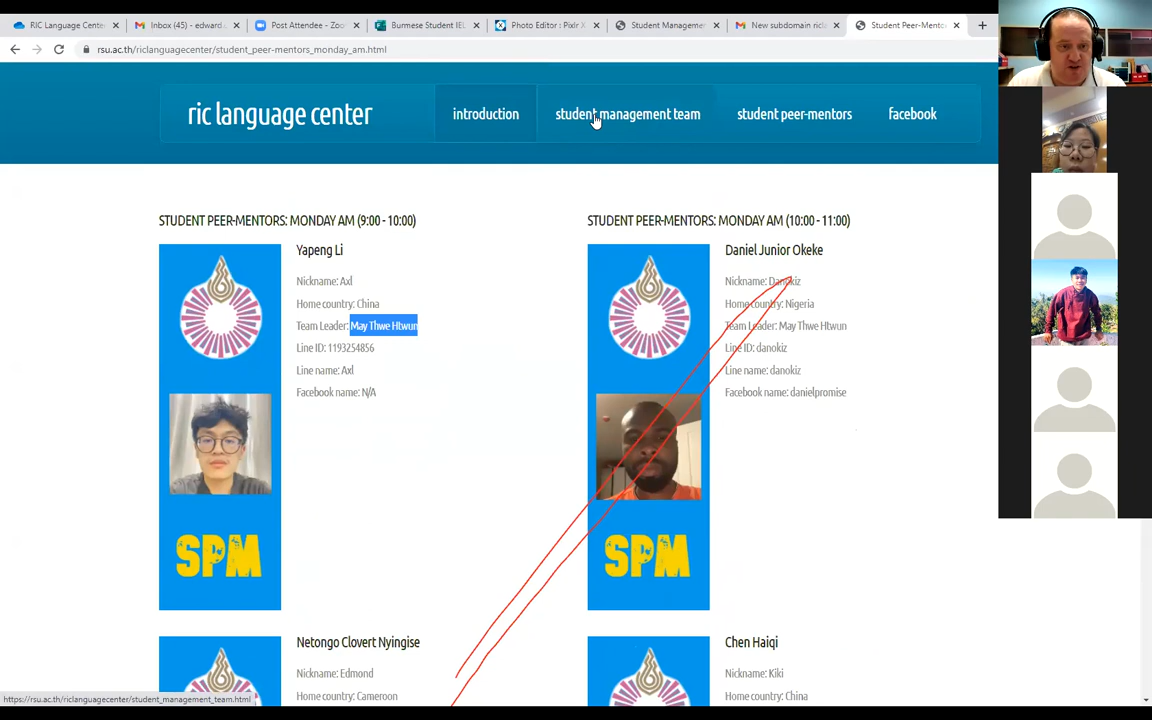 RIC Language Center
Inbox (45) - edward
Post Attendee - Zoo
Burmese Student IEL
Photo Editor : Pixlr X
Student Manageme
New subdomain ricl
Student Peer-Mento
rsu.ac.th/riclanguagecenter/student_peer-mentors_monday_am.html
ric language center
introduction
student management team
student peer-mentors
facebook
STUDENT PEER-MENTORS: MONDAY AM (9:00 - 10:00)
Yapeng Li
Nickname: Axl
Home country: China
Team Leader: May Thwe Htwun
Line ID: 1193254856
Line name: Axl
Facebook name: N/A
SPM
STUDENT PEER-MENTORS: MONDAY AM (10:00 - 11:00)
Daniel Junior Okeke
Nickname: Danokiz
Home country: Nigeria
Team Leader: May Thwe Htwun
Line ID: danokiz
Line name: danokiz
Facebook name: danielpromise
SPM
Netongo Clovert Nyingise
Nickname: Edmond
Home country: Cameroon
Chen Haiqi
Nickname: Kiki
Home country: China
https://rsu.ac.th/riclanguagecenter/student_management_team.html